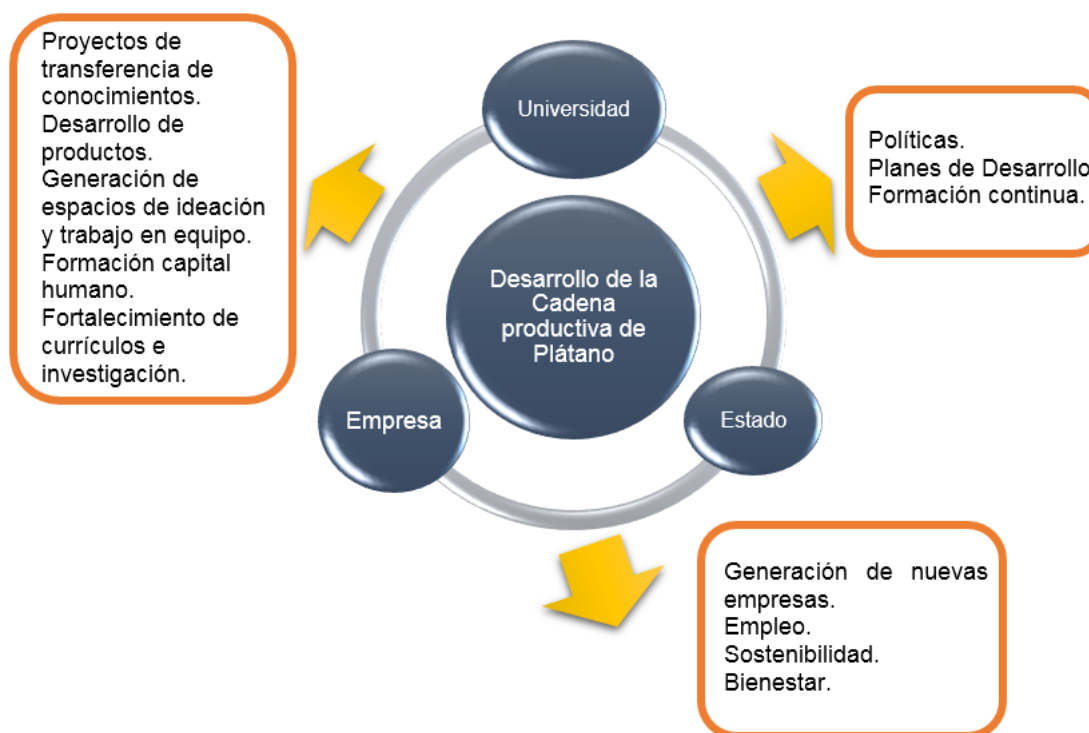 Proyectos de
transferencia de
conocimientos.
Desarrollo de
productos.
Generación de
espacios de ideación
y trabajo en equipo.
Formación capital
humano.
Fortalecimiento de
currículos e
investigación.
Universidad
Políticas.
Planes de Desarrollo
Formación continua.
Desarrollo de la
Cadena
productiva de
Plátano
Empresa
Estado
Generación de nuevas
empresas.
Empleo.
Sostenibilidad.
Bienestar.